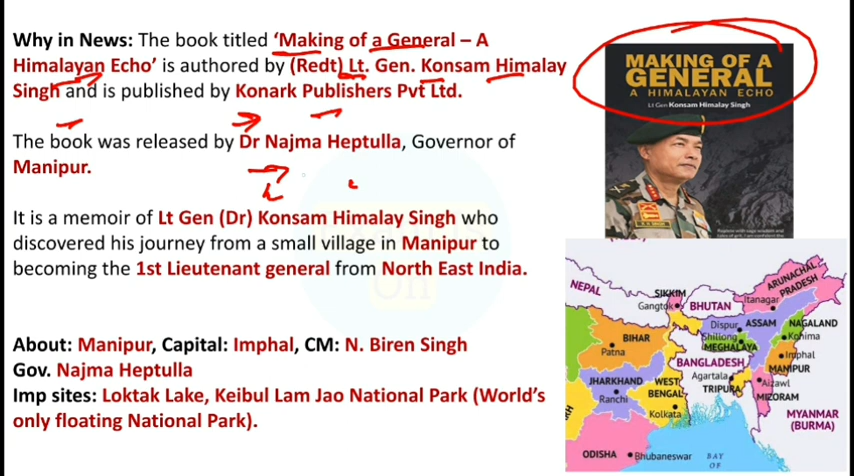 Why in News: The book titled ‘Making of a General – A
Himalayan Echo’ is authored by (Redt) Lt. Gen. Konsam Himalay
Singh and is published by Konark Publishers Pvt Ltd.
The book was released by Dr Najma Heptulla, Governor of
Manipur.
It is a memoir of Lt Gen (Dr) Konsam Himalay Singh who
discovered his journey from a small village in Manipur to
becoming the 1st Lieutenant general from North East India.
About: Manipur, Capital: Imphal, CM: N. Biren Singh
Gov. Najma Heptulla
Imp sites: Loktak Lake, Keibul Lam Jao National Park (World’s
only floating National Park).
MAKING OF A
GENERAL
A HIMALAYAN ECHO
Lt Gen Konsam Himalay Singh
NEPAL
SIKKIM
Gangtok
BHUTAN
ARUNACHAL
PRADESH
Itanagar
Dispur
ASSAM
NAGALAND
Kohima
BIHAR
Patna
Shillong
MEGHALAYA
Imphal
MANIPUR
BANGLADESH
Agartala
TRIPURA
Aizawl
MIZORAM
JHARKHAND
Ranchi
WEST
BENGAL
Kolkata
MYANMAR
(BURMA)
ODISHA
Bhubaneswar
BAY
OF